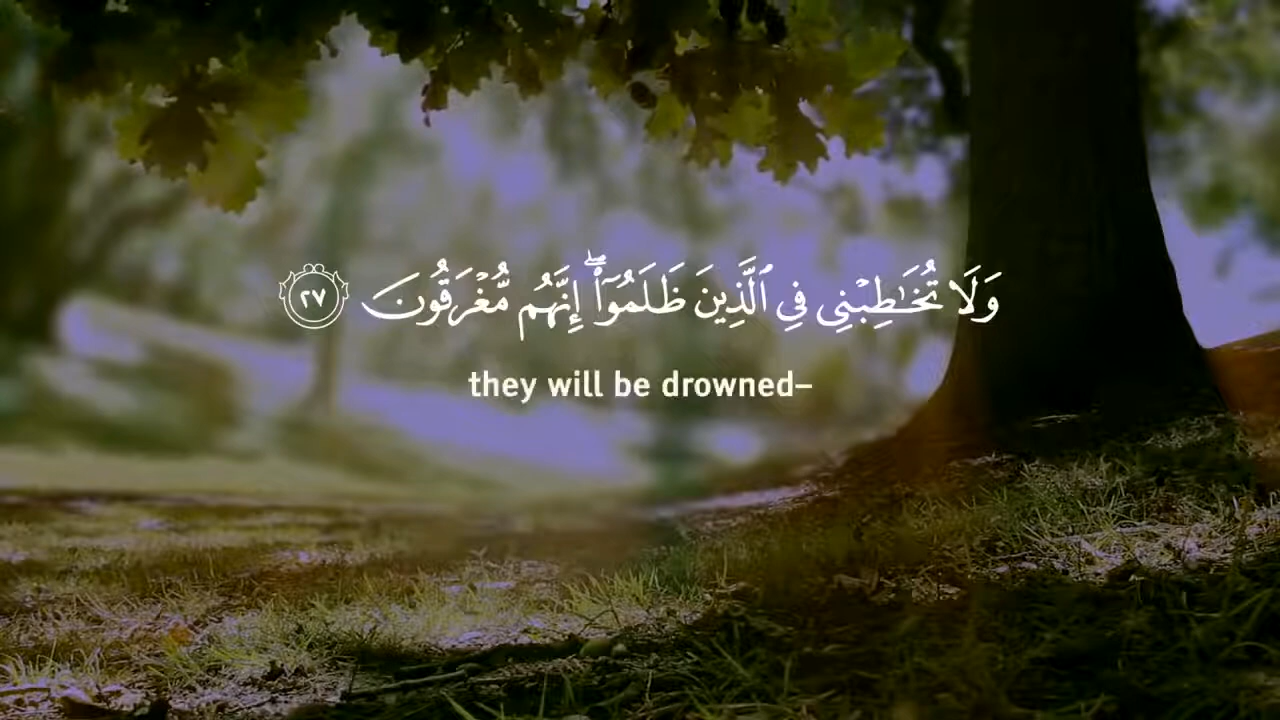 وَلَا تُخَـٰطِبْنِى فِى ٱلَّذِينَ ظَلَمُوٓا۟ ۖ إِنَّهُم مُّغْرَقُونَ ٢٧
they will be drowned–